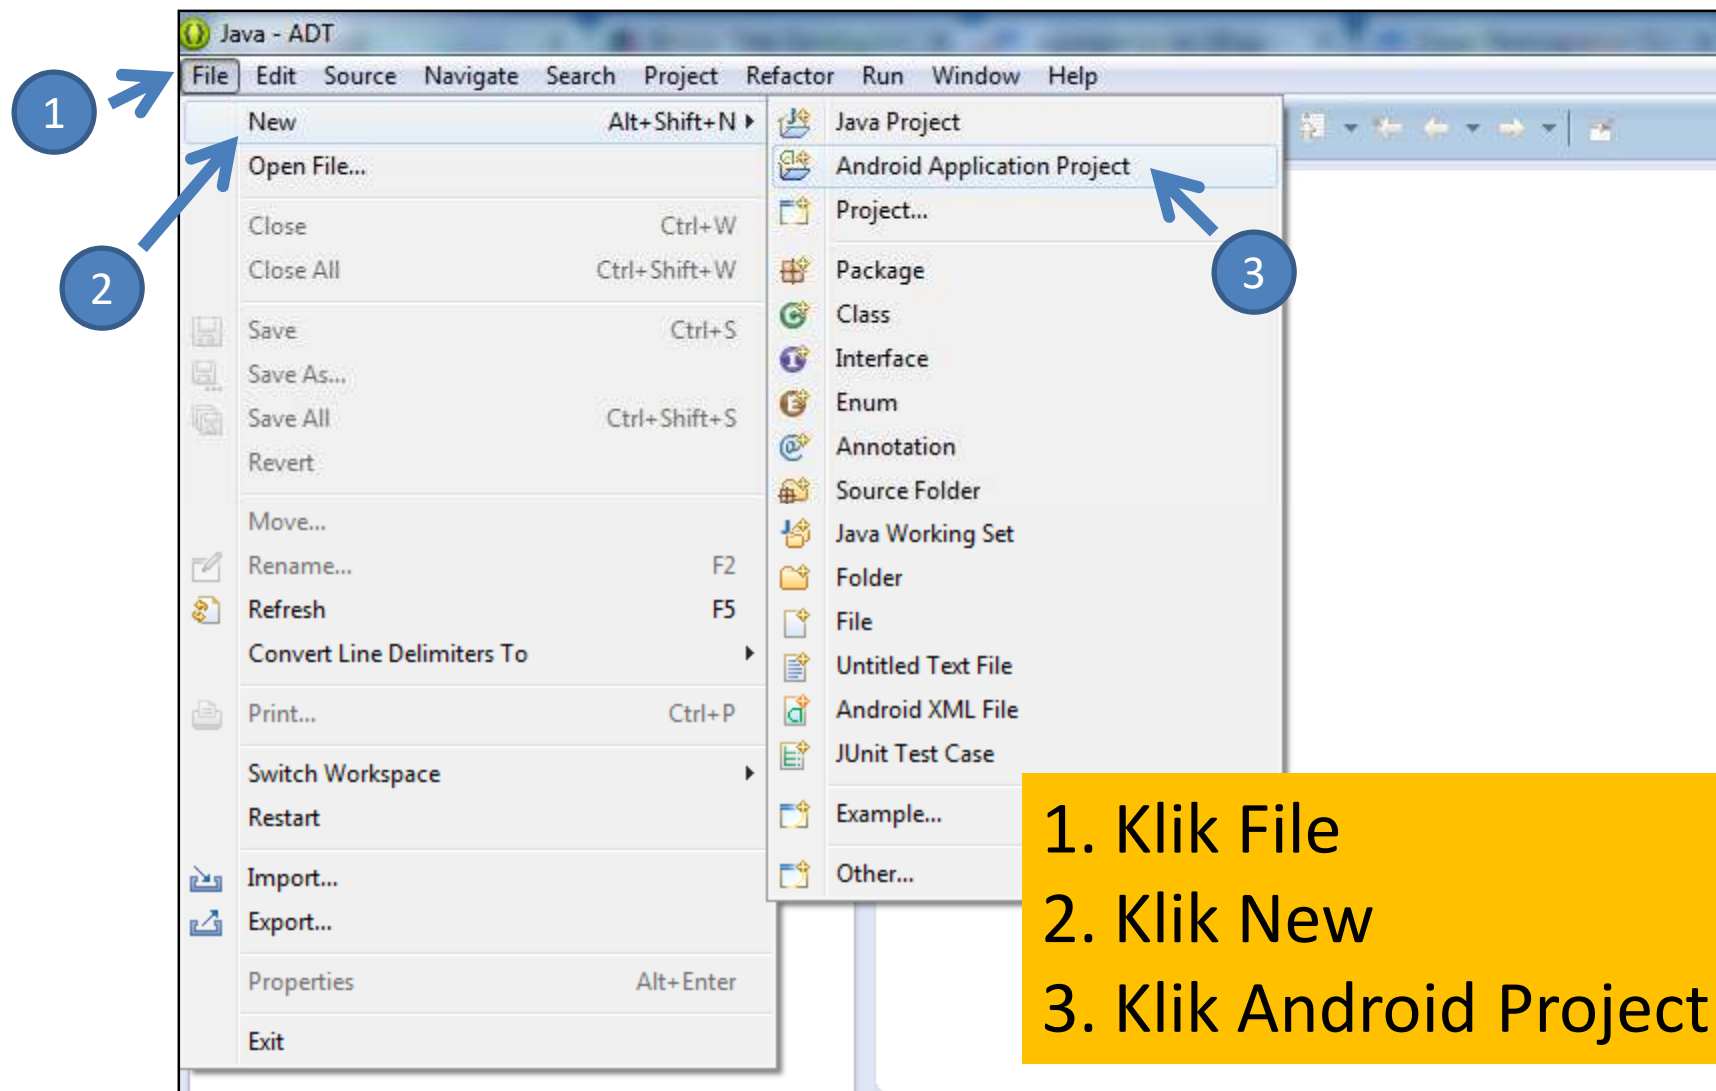 Java - ADT
File Edit Source Navigate Search Project Refactor Run Window Help
1
New Alt+Shift+N
Open File...
Close Ctrl+W
Close All Ctrl+Shift+W
2
Save Ctrl+S
Save As...
Save All Ctrl+Shift+S
Revert
Move...
Rename... F2
Refresh F5
Convert Line Delimiters To
Print... Ctrl+P
Switch Workspace
Restart
Import...
Export...
Properties Alt+Enter
Exit
Java Project
Android Application Project
Project...
3
Package
Class
Interface
Enum
Annotation
Source Folder
Java Working Set
Folder
File
Untitled Text File
Android XML File
JUnit Test Case
Example...
Other...
1. Klik File
2. Klik New
3. Klik Android Project